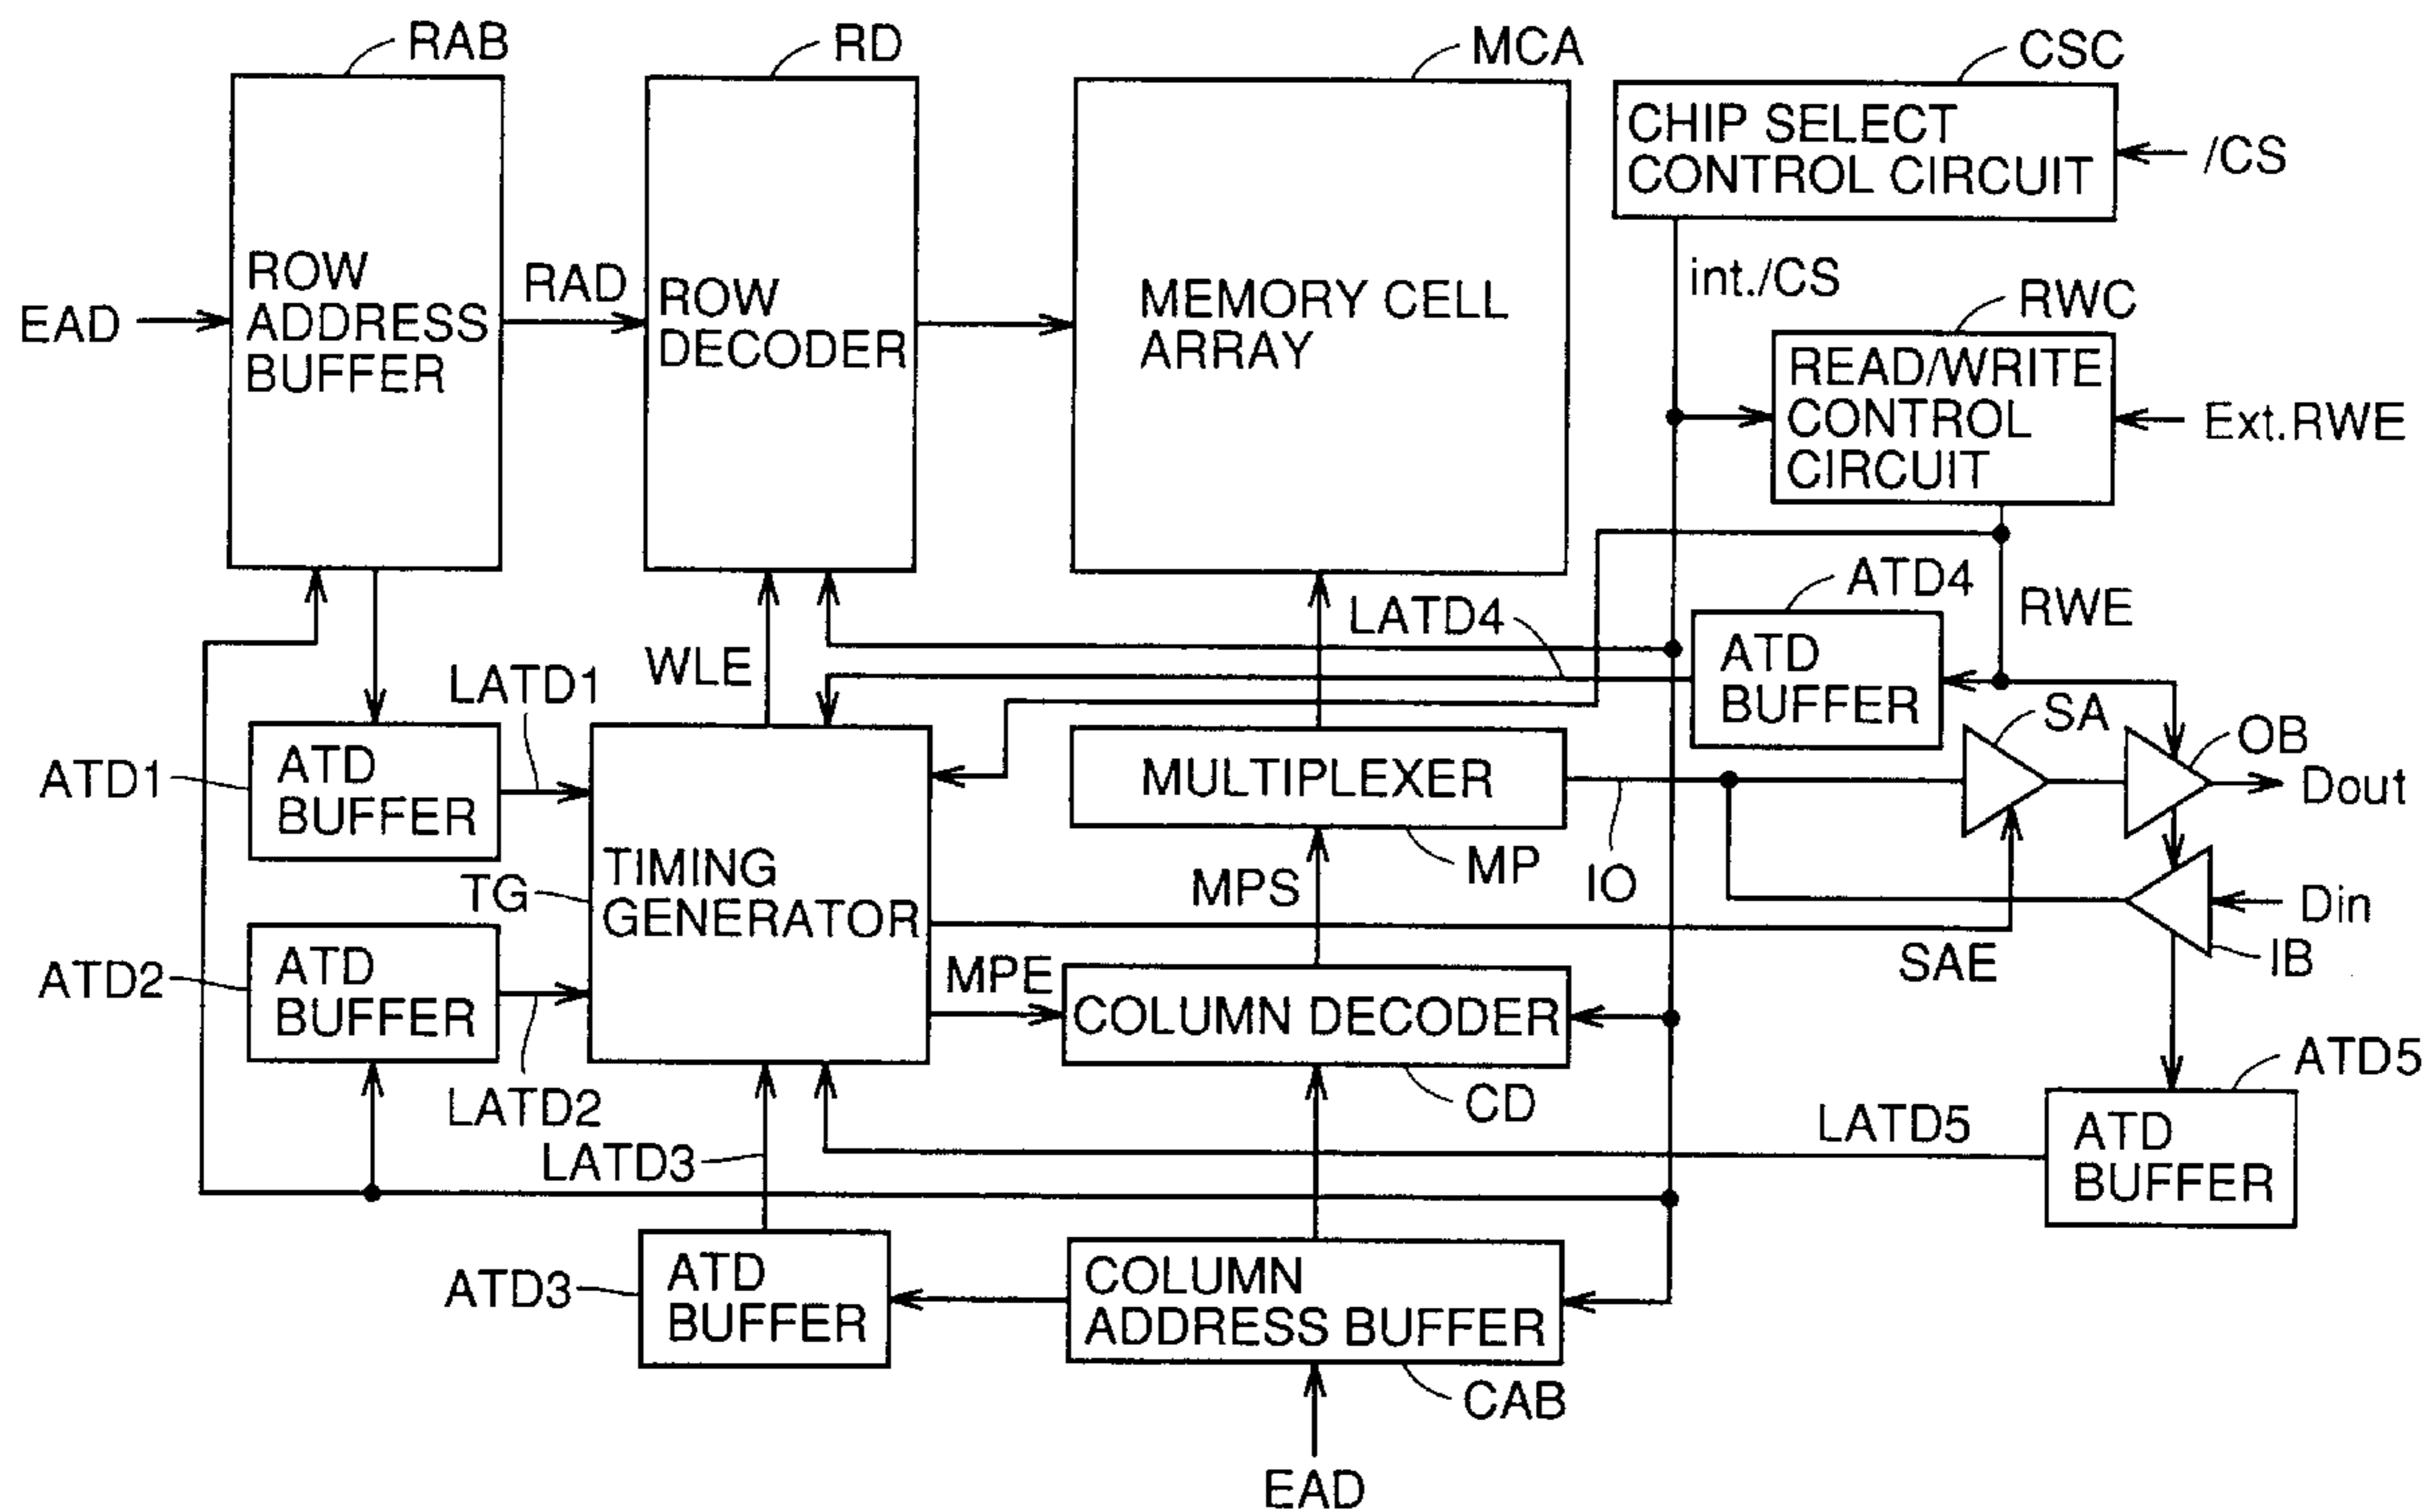 RAB
RD
MCA
CSC
CHIP SELECT
CONTROL CIRCUIT
/CS
int./CS
RWC
READ/WRITE
CONTROL
CIRCUIT
Ext.RWE
EAD
ROW
ADDRESS
BUFFER
RAD
ROW
DECODER
MEMORY CELL
ARRAY
ATD4
RWE
LATD4
ATD
BUFFER
WLE
LATD1
SA
OB
ATD1
ATD
BUFFER
MULTIPLEXER
Dout
TG
TIMING
GENERATOR
MPS
MP
IO
Din
IB
SAE
ATD2
ATD
BUFFER
MPE
COLUMN DECODER
LATD2
CD
ATD5
LATD3
LATD5
ATD
BUFFER
ATD3
ATD
BUFFER
COLUMN
ADDRESS BUFFER
CAB
EAD